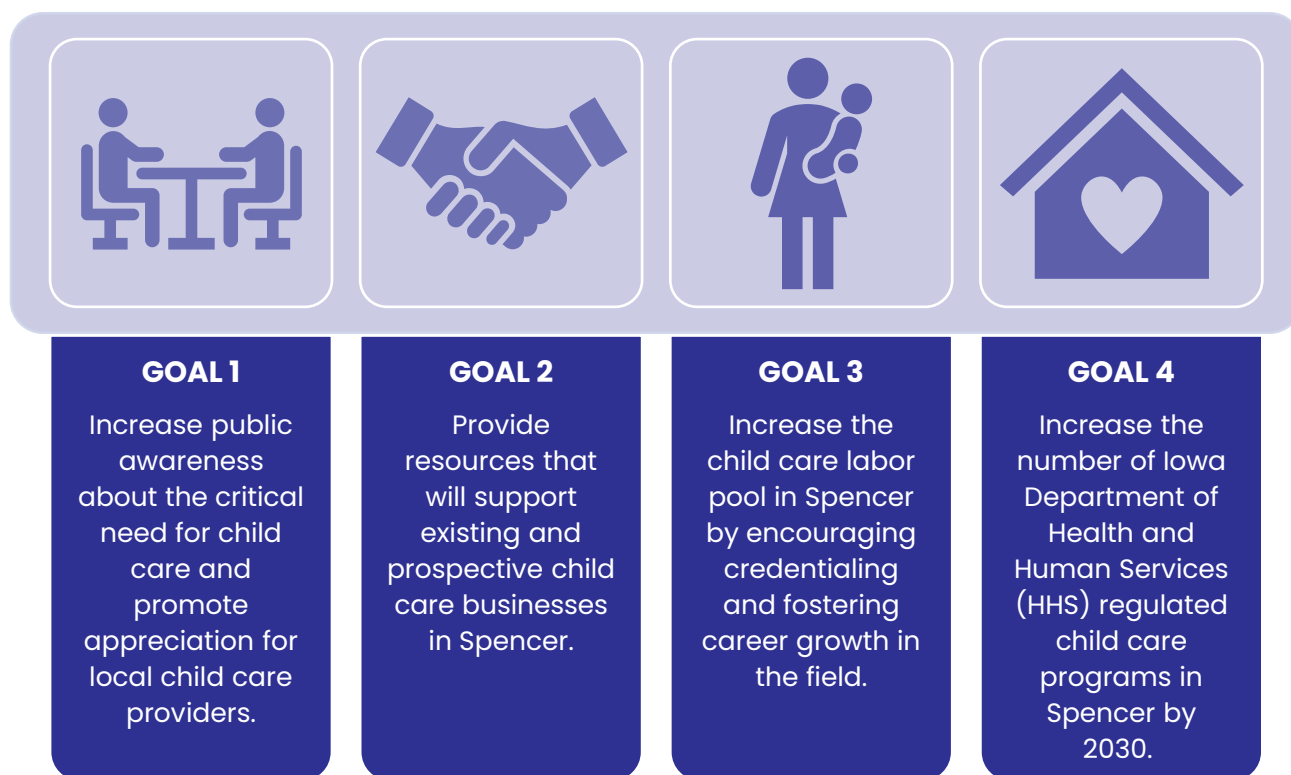 GOAL 1
Increase public
awareness
about the critical
need for child
care and
promote
appreciation for
local child care
providers.
GOAL 2
Provide
resources that
will support
existing and
prospective child
care businesses
in Spencer.
GOAL 3
Increase the
child care labor
pool in Spencer
by encouraging
credentialing
and fostering
career growth in
the field.
GOAL 4
Increase the
number of Iowa
Department of
Health and
Human Services
(HHS) regulated
child care
programs in
Spencer by
2030.